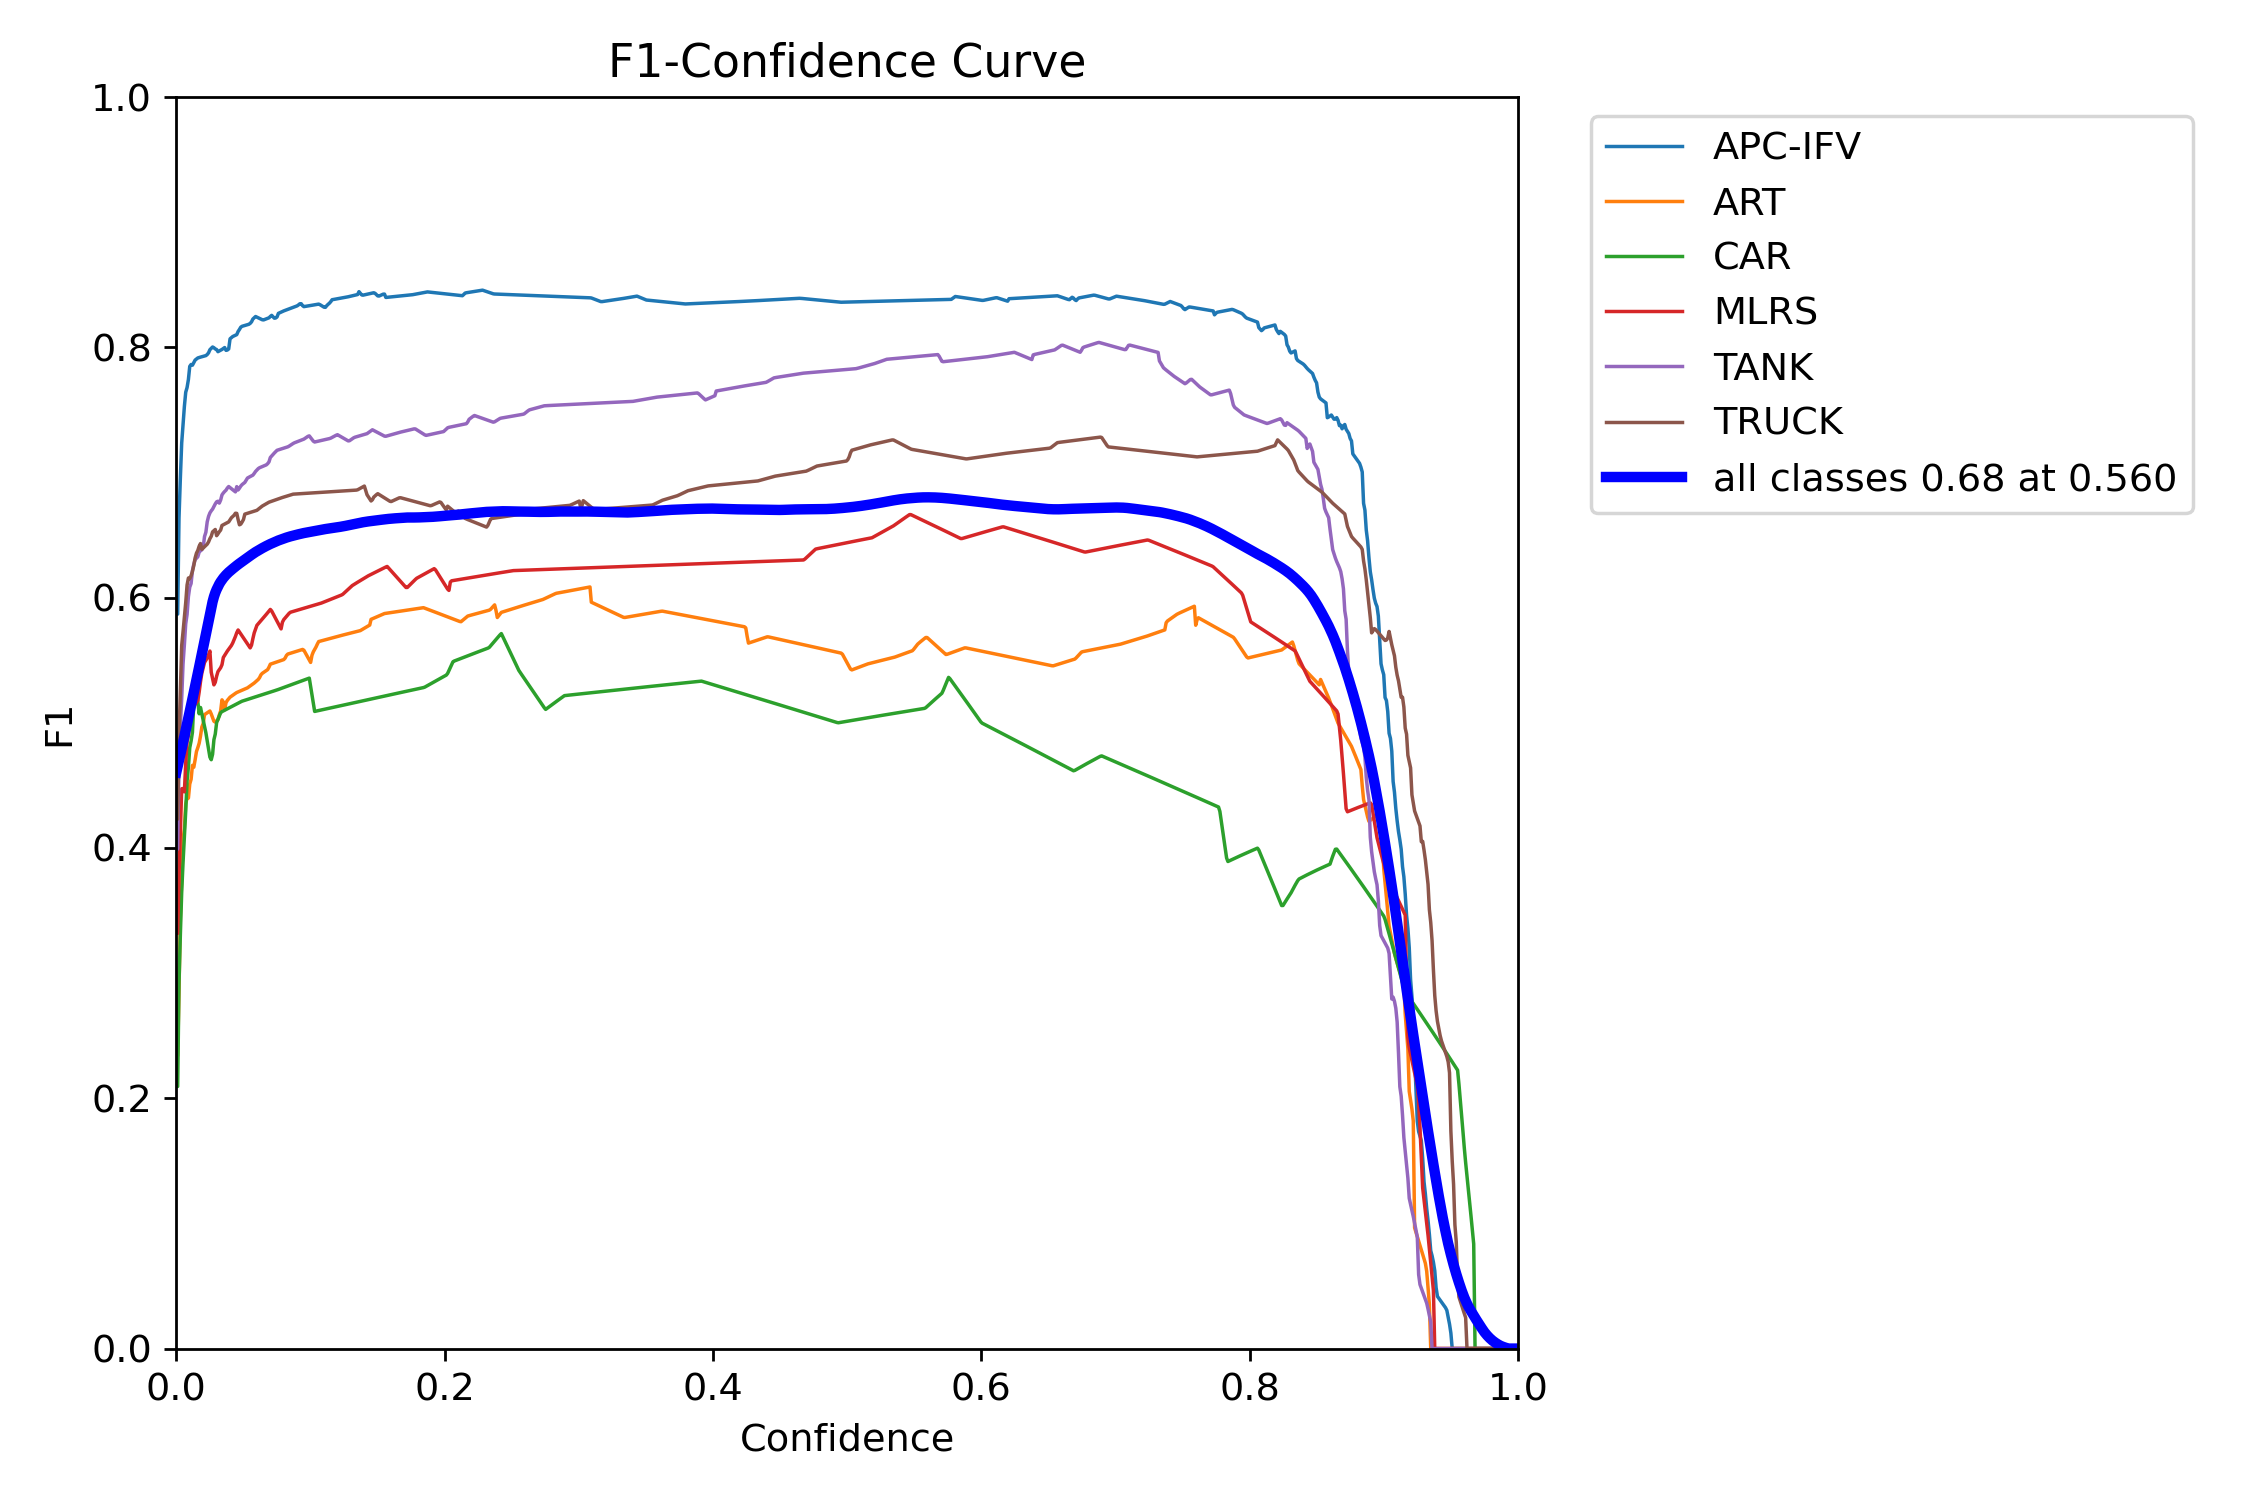 F1-Confidence Curve
1.0
0.8
0.6
0.4
0.2
0.0
F1
0.0 0.2 0.4 0.6 0.8 1.0
Confidence
APC-IFV
ART
CAR
MLRS
TANK
TRUCK
all classes 0.68 at 0.560